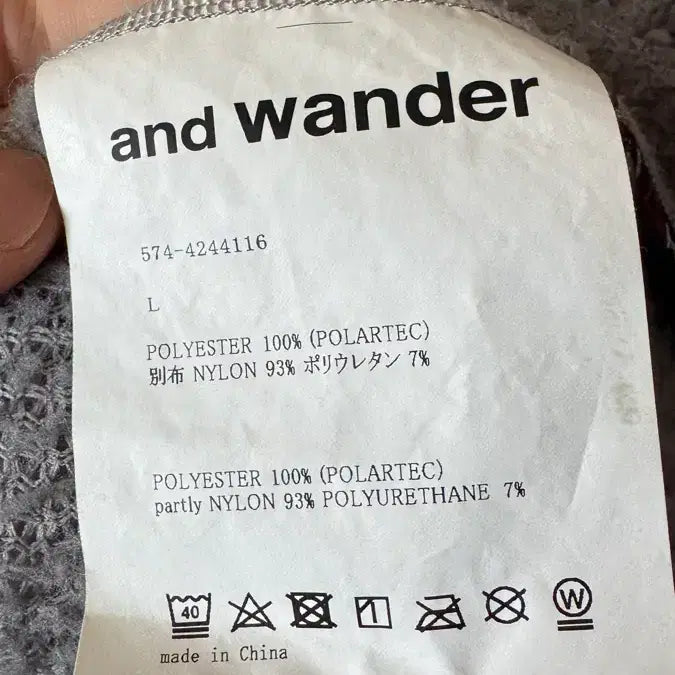 and wander
574-4244116
L
POLYESTER 100% (POLARTEC)
別布 NYLON 93% ポリウレタン 7%
POLYESTER 100% (POLARTEC)
partly NYLON 93% POLYURETHANE 7%
40 W
made in China